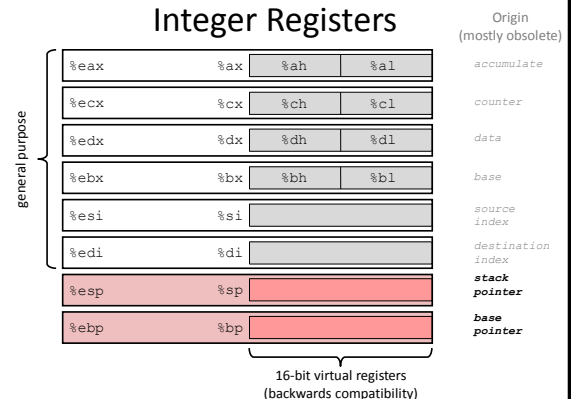 Integer Registers
Origin
(mostly obsolete)
general purpose
%eax %ax %ah %al accumulate
%ecx %cx %ch %cl counter
%edx %dx %dh %dl data
%ebx %bx %bh %bl base
%esi %si source
index
%edi %di destination
index
%esp %sp stack
pointer
%ebp %bp base
pointer
16-bit virtual registers
(backwards compatibility)